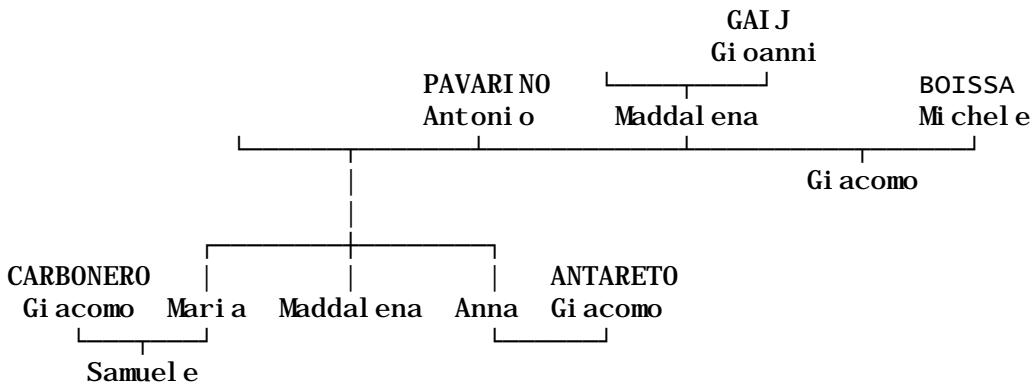 GAIJ
Gioanni
PAVARINO BOISSA
Antonio Maddalena Michele
Giacomo
CARBONERO ANTARETO
Giacomo Maria Maddalena Anna Giacomo
Samuele